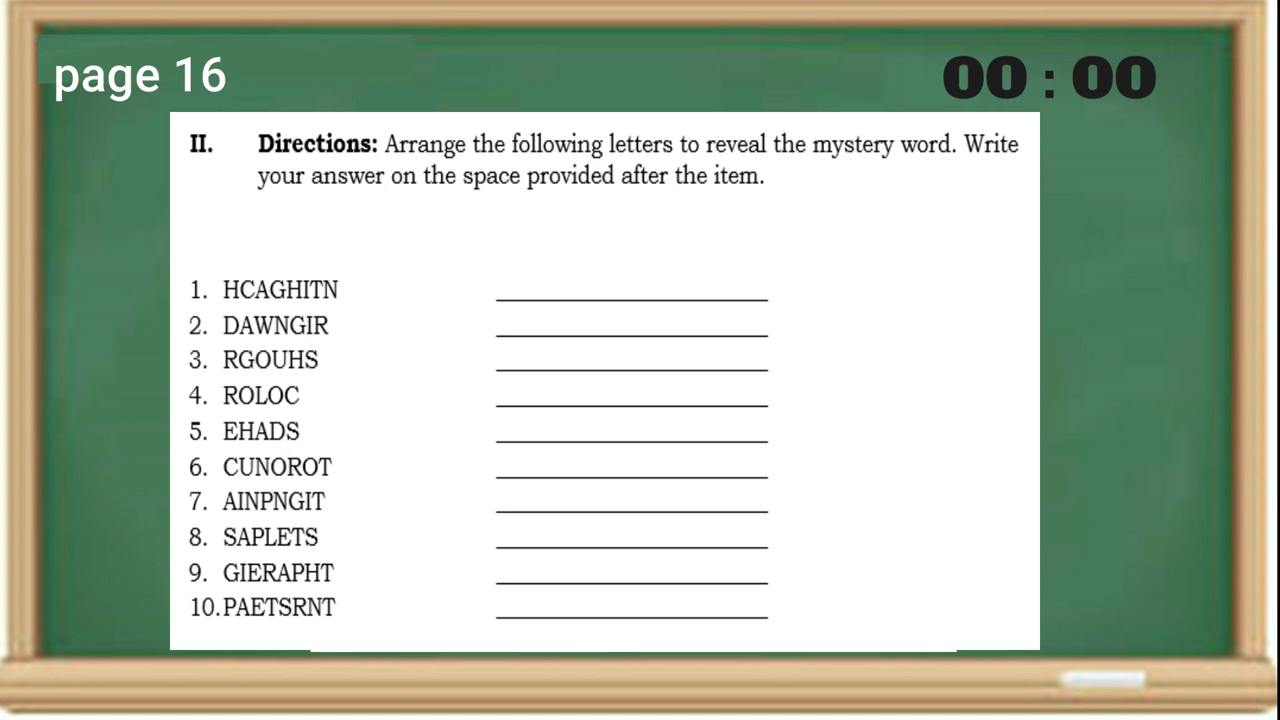 page 16
00 : 00
II. Directions: Arrange the following letters to reveal the mystery word. Write
your answer on the space provided after the item.
1. HCAGHITN
2. DAWNGIR
3. RGOUHS
4. ROLOC
5. EHADS
6. CUNOROT
7. AINPNGIT
8. SAPLETS
9. GIERAPHT
10. PAETSRNT